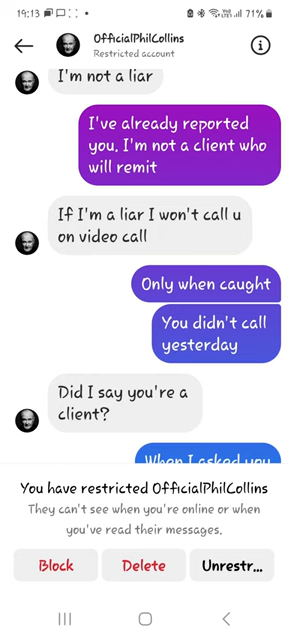 19:13 71%
OfficialPhilCollins
Restricted account
I'm not a liar
I've already reported
you. I'm not a client who
will remit
If I'm a liar I won't call u
on video call
Only when caught
You didn't call
yesterday
Did I say you're a
client?
When I asked you
You have restricted OfficialPhilCollins
They can't see when you're online or when
you've read their messages.
Block Delete Unrestr...